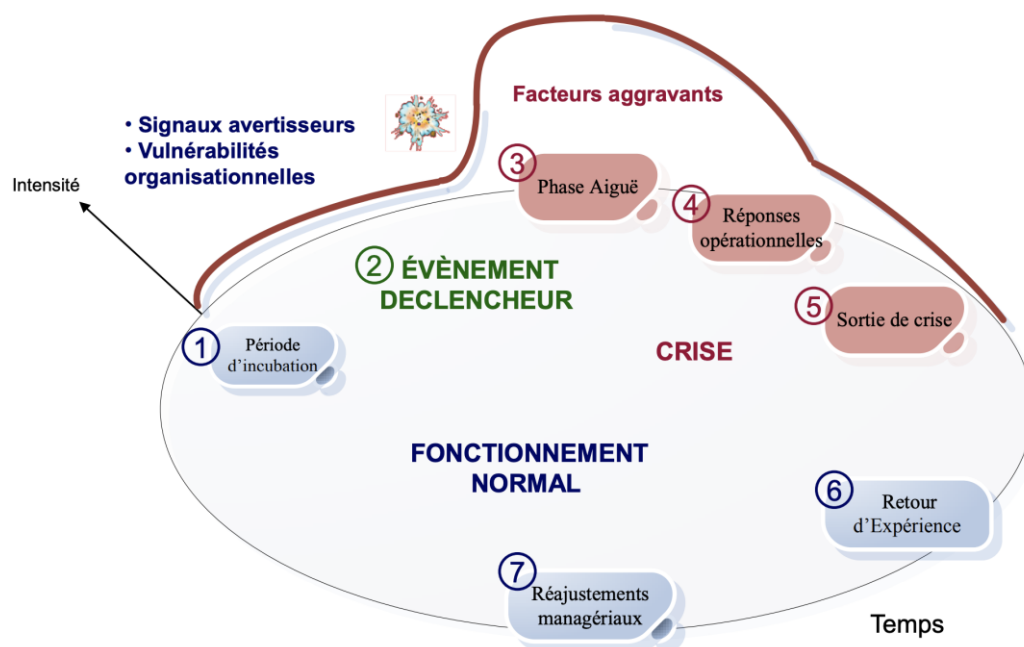 Facteurs aggravants
• Signaux avertisseurs
• Vulnérabilités
organisationnelles
Intensité
3
Phase Aiguë
4
Réponses
opérationnelles
2 ÉVÈNEMENT
DECLENCHEUR
5
Sortie de crise
1
Période
d'incubation
CRISE
FONCTIONNEMENT
NORMAL
6
Retour
d'Expérience
7
Réajustements
managériaux
Temps